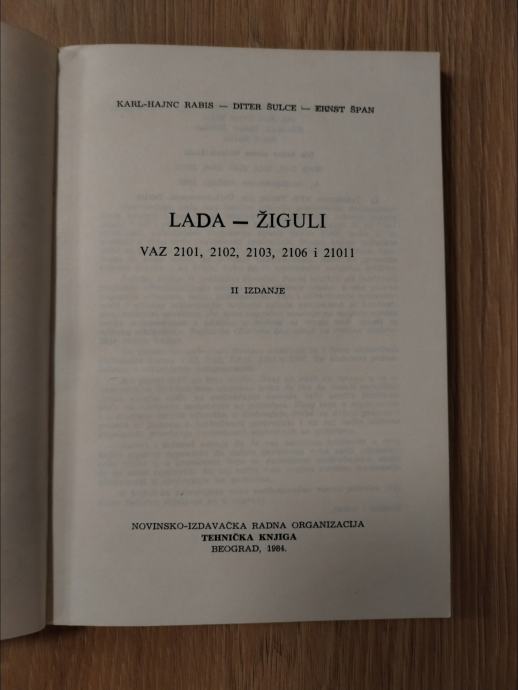 KARL-HAJNC RABIS — DITER ŠULCE — ERNST ŠPAN
LADA — ŽIGULI
VAZ 2101, 2102, 2103, 2106 i 21011
II IZDANJE
NOVINSKO-IZDAVAČKA RADNA ORGANIZACIJA
TEHNIČKA KNJIGA
BEOGRAD, 1984.